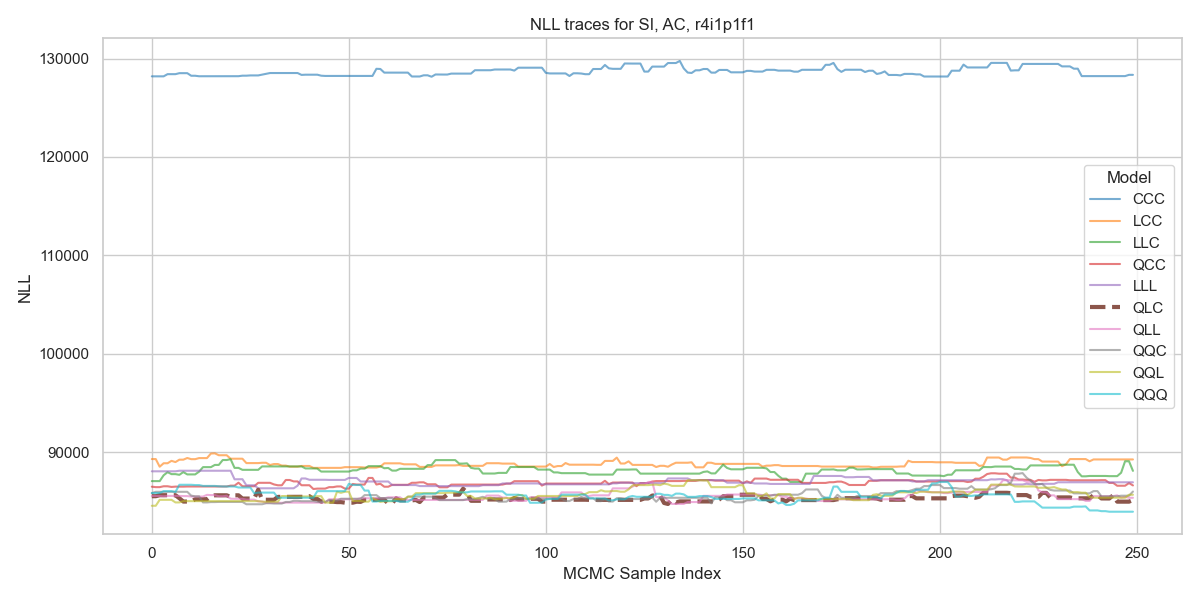 NLL traces for SI, AC, r4i1p1f1
130000
120000
110000
100000
90000
NLL
0
50
100
150
200
250
MCMC Sample Index
Model
CCC
LCC
LLC
QCC
LLL
QLC
QLL
QQC
QQL
QQQ